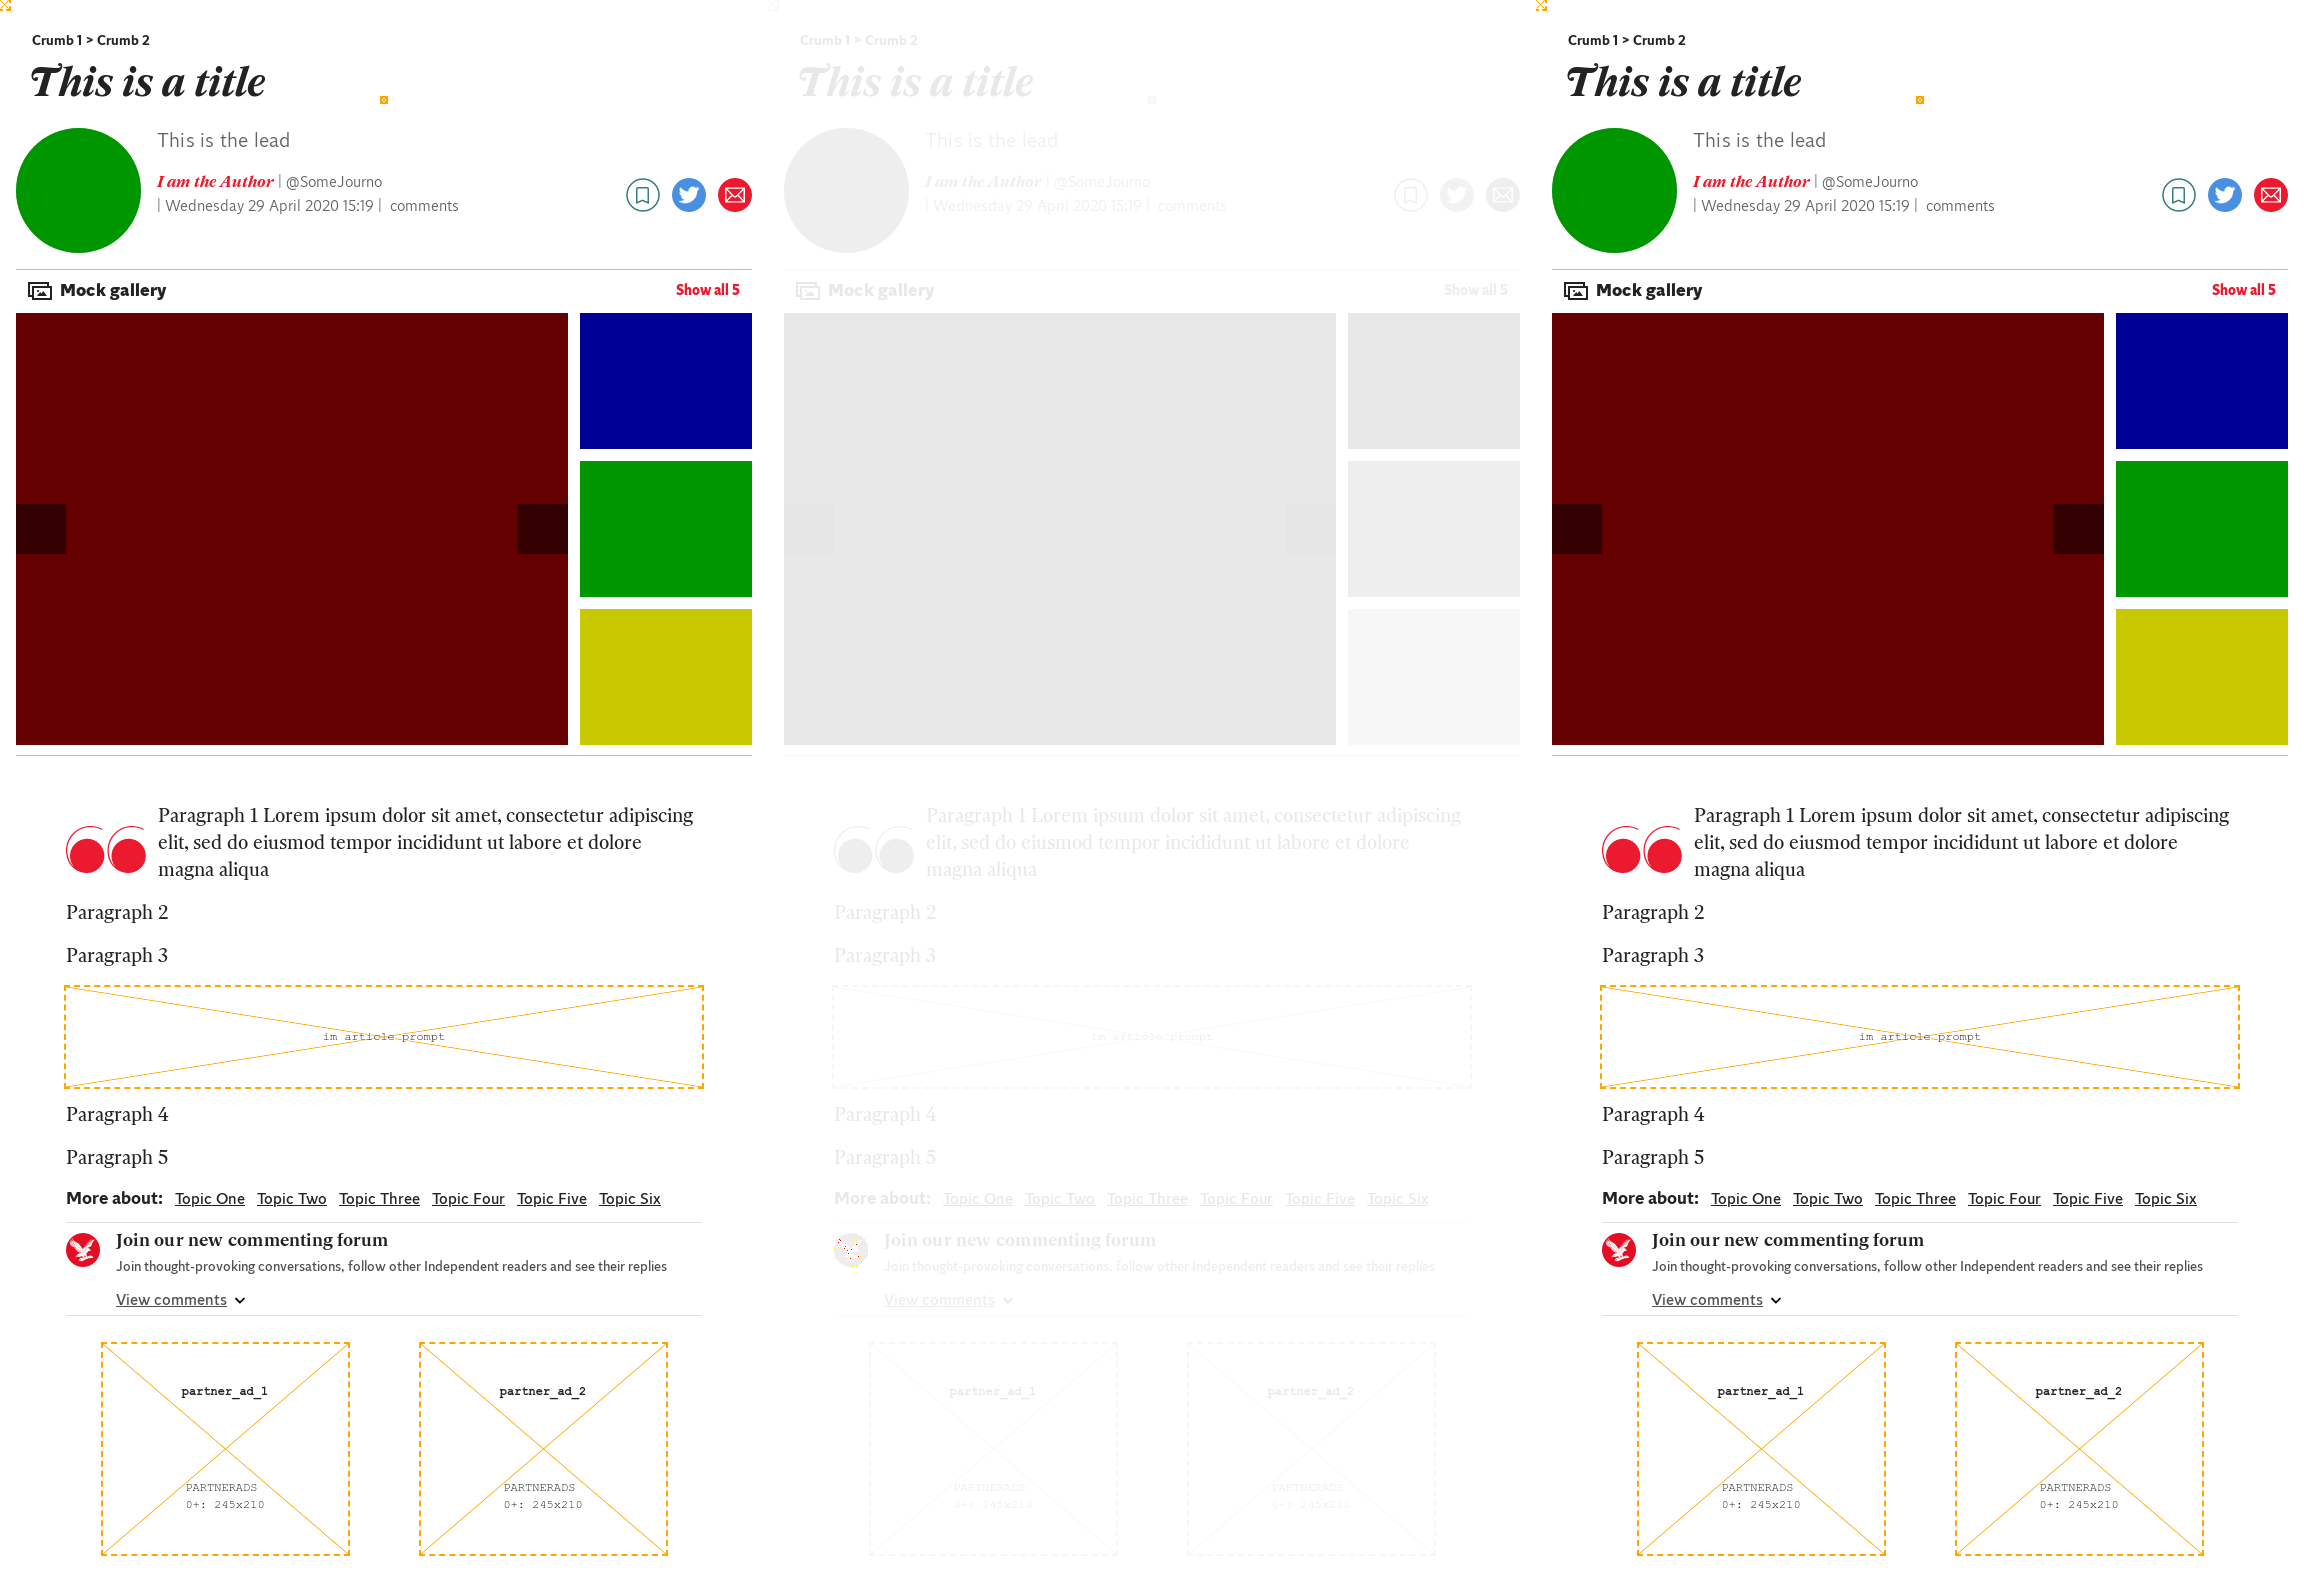 Crumb 1 > Crumb 2
This is a title
This is the lead
I am the Author | @SomeJourno
| Wednesday 29 April 2020 15:19 | comments
Mock gallery
Show all 5
Paragraph 1 Lorem ipsum dolor sit amet, consectetur adipiscing
elit, sed do eiusmod tempor incididunt ut labore et dolore
magna aliqua
Paragraph 2
Paragraph 3
im article prompt
Paragraph 4
Paragraph 5
More about: Topic One Topic Two Topic Three Topic Four Topic Five Topic Six
Join our new commenting forum
Join thought-provoking conversations, follow other Independent readers and see their replies
View comments
partner_ad_1
PARTNERADS
0+: 245x210
partner_ad_2
PARTNERADS
0+: 245x210
Crumb 1 > Crumb 2
This is a title
This is the lead
I am the Author | @SomeJourno
| Wednesday 29 April 2020 15:19 | comments
Mock gallery
Show all 5
Paragraph 1 Lorem ipsum dolor sit amet, consectetur adipiscing
elit, sed do eiusmod tempor incididunt ut labore et dolore
magna aliqua
Paragraph 2
Paragraph 3
im article prompt
Paragraph 4
Paragraph 5
More about: Topic One Topic Two Topic Three Topic Four Topic Five Topic Six
Join our new commenting forum
Join thought-provoking conversations, follow other Independent readers and see their replies
View comments
partner_ad_1
PARTNERADS
0+: 245x210
partner_ad_2
PARTNERADS
0+: 245x210
Crumb 1 > Crumb 2
This is a title
This is the lead
I am the Author | @SomeJourno
| Wednesday 29 April 2020 15:19 | comments
Mock gallery
Show all 5
Paragraph 1 Lorem ipsum dolor sit amet, consectetur adipiscing
elit, sed do eiusmod tempor incididunt ut labore et dolore
magna aliqua
Paragraph 2
Paragraph 3
im article prompt
Paragraph 4
Paragraph 5
More about: Topic One Topic Two Topic Three Topic Four Topic Five Topic Six
Join our new commenting forum
Join thought-provoking conversations, follow other Independent readers and see their replies
View comments
partner_ad_1
PARTNERADS
0+: 245x210
partner_ad_2
PARTNERADS
0+: 245x210